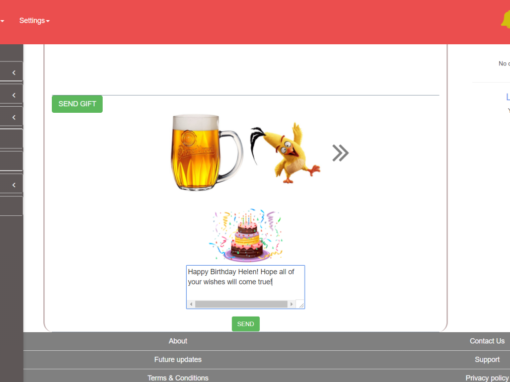 Settings
No
SEND GIFT
Happy Birthday Helen! Hope all of
your wishes will come true!
SEND
About
Contact Us
Future updates
Support
Terms & Conditions
Privacy policy